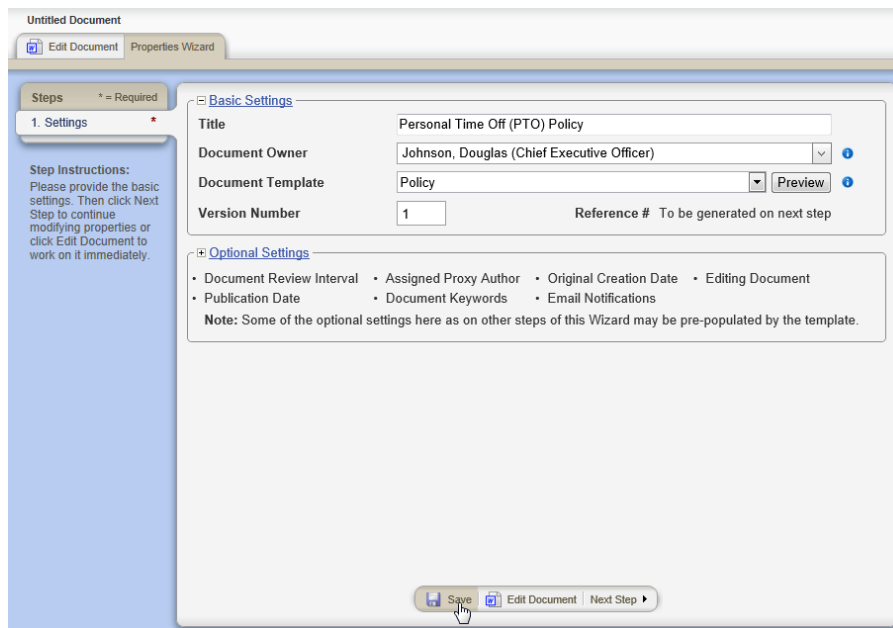 Untitled Document
Edit Document Properties Wizard
Steps * = Required
1. Settings *
Step Instructions:
Please provide the basic
settings. Then click Next
Step to continue
modifying properties or
click Edit Document to
work on it immediately.
Basic Settings
Title Personal Time Off (PTO) Policy
Document Owner Johnson, Douglas (Chief Executive Officer)
Document Template Policy Preview
Version Number 1 Reference # To be generated on next step
Optional Settings
• Document Review Interval • Assigned Proxy Author • Original Creation Date • Editing Document
• Publication Date • Document Keywords • Email Notifications
Note: Some of the optional settings here as on other steps of this Wizard may be pre-populated by the template.
Save Edit Document Next Step